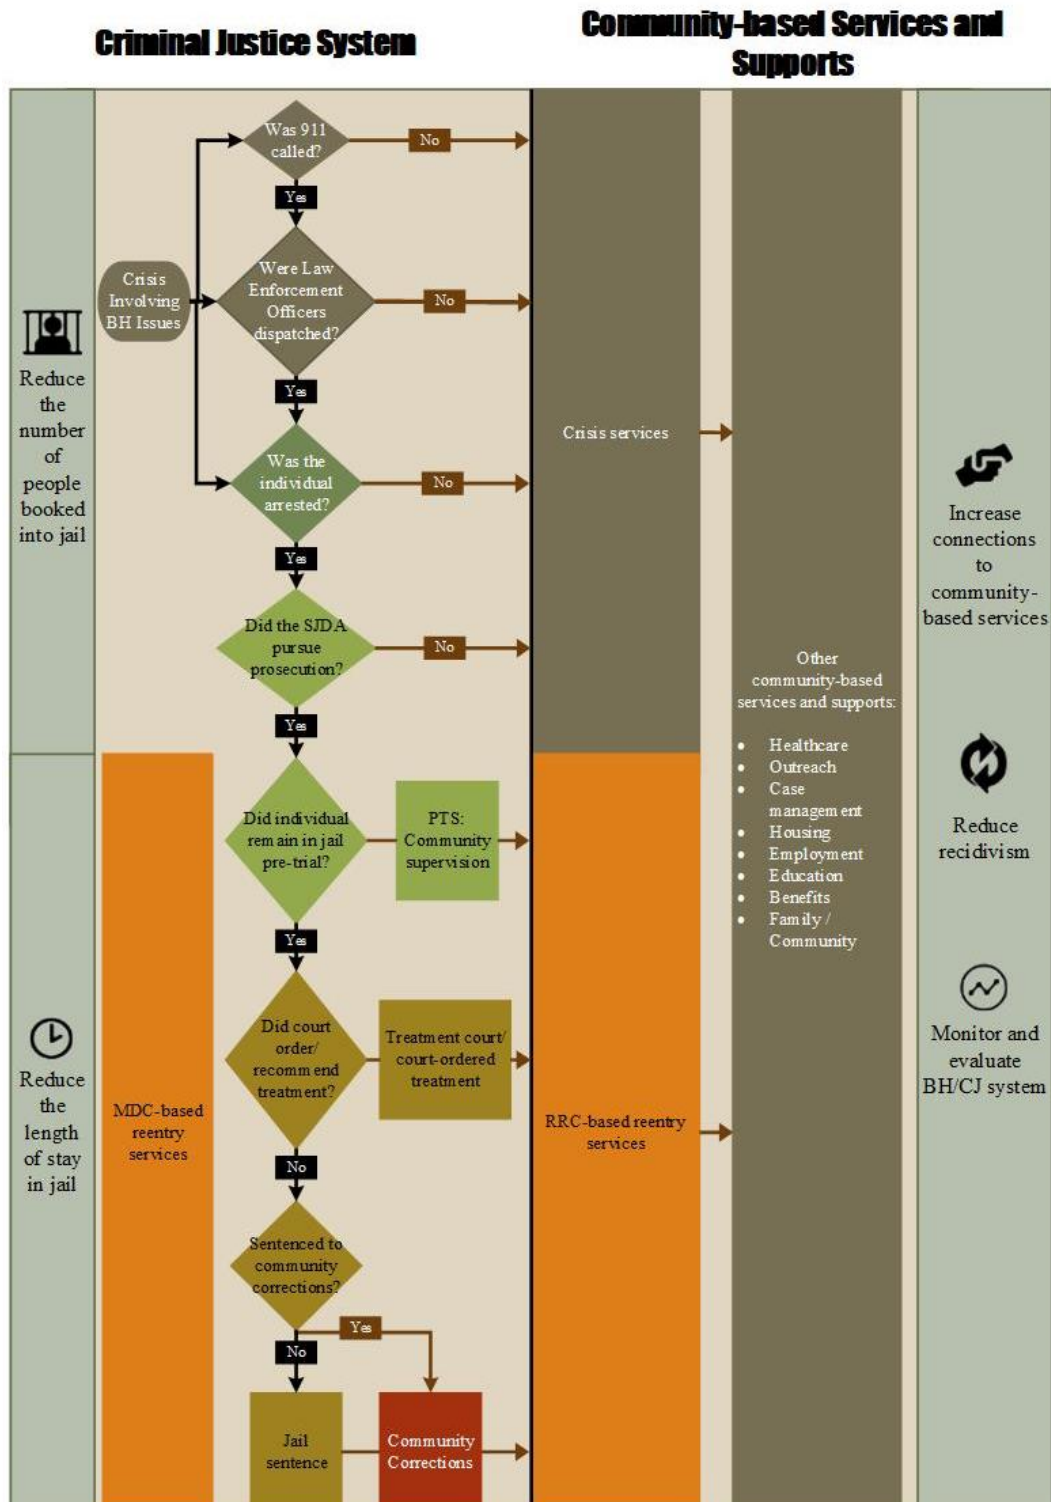 Criminal Justice System
Community-based Services and
Supports
Was 911
called?
No
Yes
Crisis
Involving
BH Issues
Were Law
Enforcement
Officers
dispatched?
No
Yes
Reduce
the
number
of
people
booked
into jail
Was the
individual
arrested?
No
Yes
Did the SJDA
pursue
prosecution?
No
Yes
Crisis services
Did individual
remain in jail
pre-trial?
PTS:
Community
supervision
Yes
Reduce
the
length
of stay
in jail
MDC-based
reentry
services
Did court
order/
recommend
treatment?
Treatment court/
court-ordered
treatment
No
Sentenced to
community
corrections?
Yes
No
Jail
sentence
Community
Corrections
RRC-based reentry
services
Other
community-based
services and supports:
• Healthcare
• Outreach
• Case
management
• Housing
• Employment
• Education
• Benefits
• Family /
Community
Increase
connections
to
community-
based services
Reduce
recidivism
Monitor and
evaluate
BH/CJ system